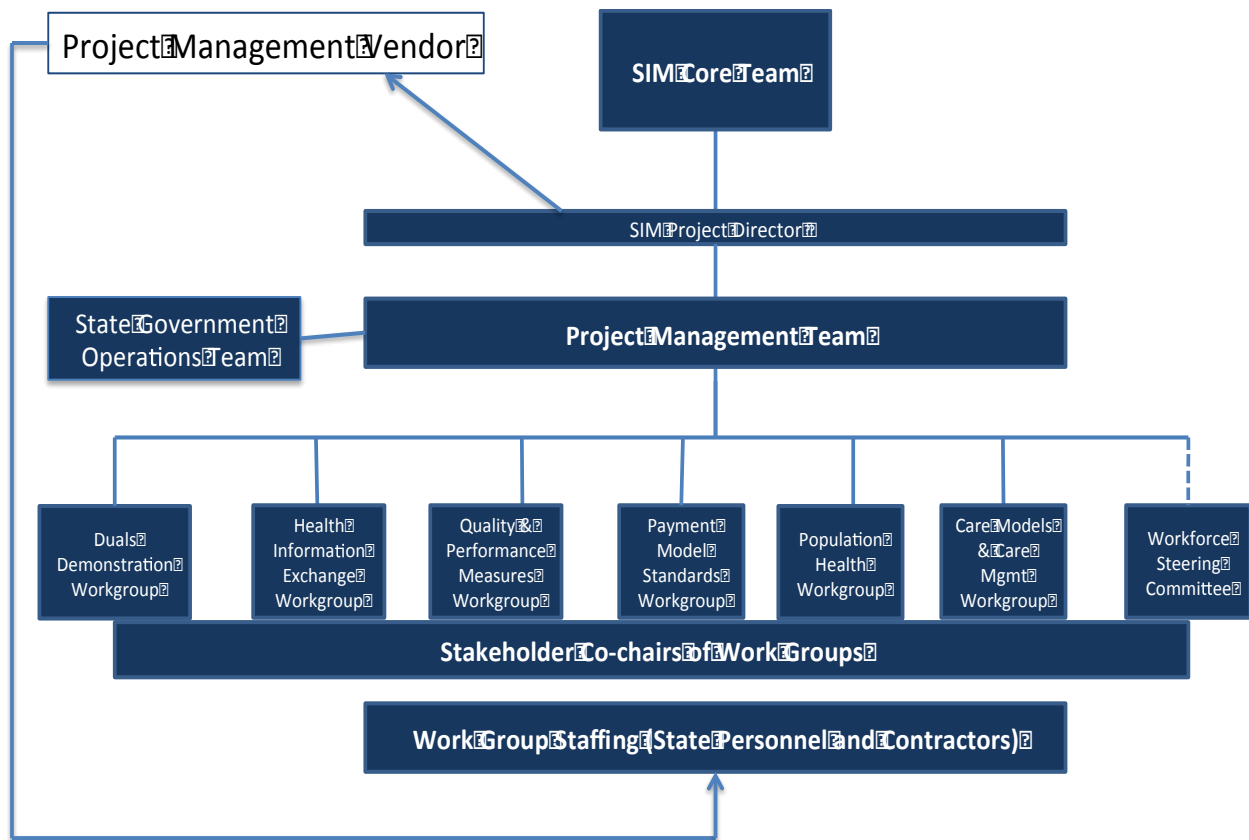 Project Management Vendor
SIM Core Team
SIM Project Director
State Government
Operations Team
Project Management Team
Duals
Demonstration
Workgroup
Health
Information
Exchange
Workgroup
Quality &
Performance
Measures
Workgroup
Payment
Model
Standards
Workgroup
Population
Health
Workgroup
Care Models
& Care
Mgmt
Workgroup
Workforce
Steering
Committee
Stakeholder Co-chairs of Work Groups
Work Group Staffing (State Personnel and Contractors)